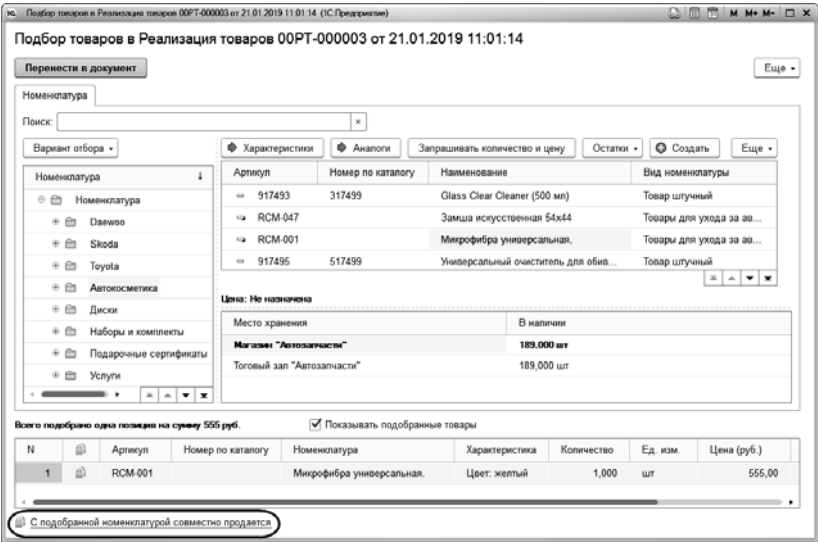 Подбор товаров в Реализация товаров 00РТ-000003 от 21.01.2019 11:01:14 (1С:Предприятие)
M M+ M-
Подбор товаров в Реализация товаров 00РТ-000003 от 21.01.2019 11:01:14
Перенести в документ Еще
Номенклатура
Поиск:
Вариант отбора Характеристики Аналоги Запрашивать количество и цену Остатки Создать Еще
Номенклатура
Номенклатура
Daewoo
Skoda
Toyota
Автокосметика
Диски
Наборы и комплекты
Подарочные сертификаты
Услуги
Артикул Номер по каталогу Наименование Вид номенклатуры
917493 317499 Glass Clear Cleaner (500 мл) Товар штучный
RCM-047 Замша искусственная 54х44 Товары для ухода за ав...
RCM-001 Микрофибра универсальная. Товары для ухода за ав...
917495 517499 Универсальный очиститель для обив... Товар штучный
Цена: Не назначена
Место хранения В наличии
Магазин "Автозапчасти" 189,000 шт
Тоговый зал "Автозапчасти" 189,000 шт
Всего подобрано одна позиция на сумму 555 руб. Показывать подобранные товары
N Артикул Номер по каталогу Номенклатура Характеристика Количество Ед. изм. Цена (руб.)
1 RCM-001 Микрофибра универсальная. Цвет: желтый 1,000 шт 555,00
С подобранной номенклатурой совместно продается